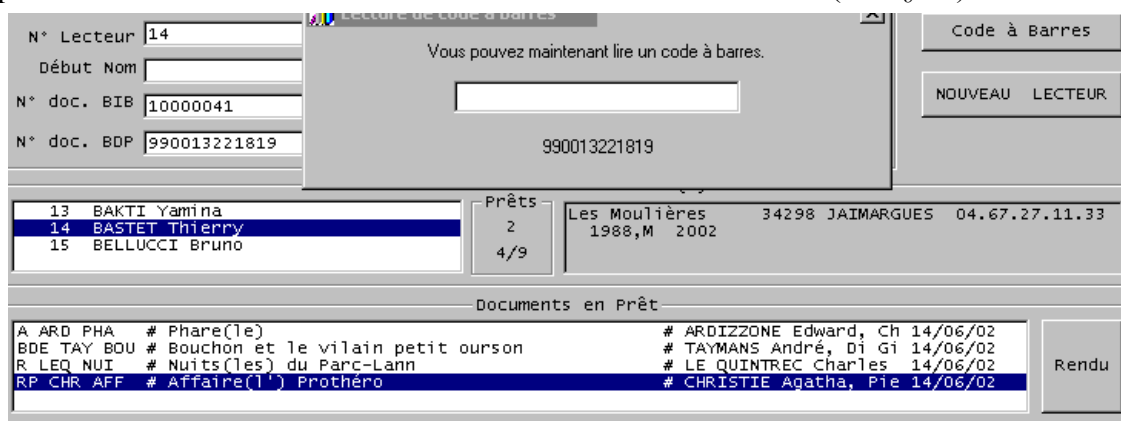 Lecture de code à barres
N° Lecteur 14
Code à Barres
Vous pouvez maintenant lire un code à barres.
Début Nom
N° doc. BIB 10000041
NOUVEAU LECTEUR
N° doc. BDP 990013221819
990013221819
Prêts
13 BAKTI Yamina
14 BASTET Thierry
15 BELLUCCI Bruno
2
4/9
Les Moulières 34298 JAIMARGUES 04.67.27.11.33
1988,M 2002
Documents en Prêt
A ARD PHA # Phare(le) # ARDIZZONE Edward, Ch 14/06/02
BDE TAY BOU # Bouchon et le vilain petit ourson # TAYMANS André, Di Gi 14/06/02
R LEQ NUI # Nuits(les) du Parc-Lann # LE QUINTREC Charles 14/06/02
RP CHR AFF # Affaire(l') Prothéro # CHRISTIE Agatha, Pie 14/06/02
Rendu